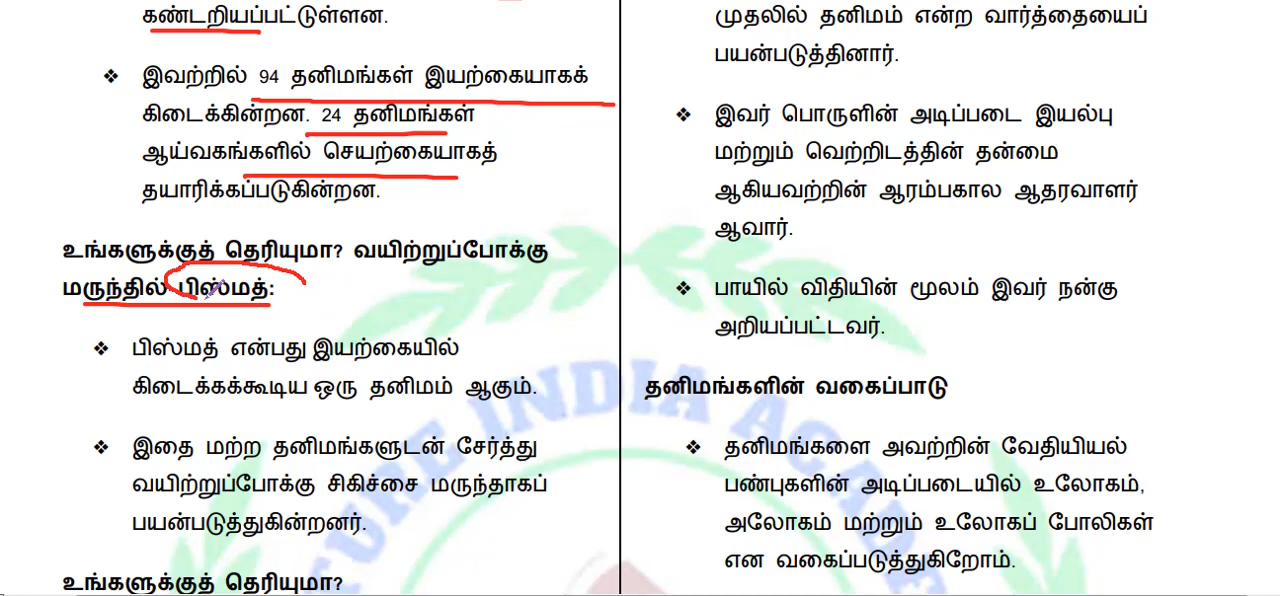 கண்டறியப்பட்டுள்ளன.
❖ இவற்றில் 94 தனிமங்கள் இயற்கையாகக்
கிடைக்கின்றன. 24 தனிமங்கள்
ஆய்வகங்களில் செயற்கையாகத்
தயாரிக்கப்படுகின்றன.
உங்களுக்குத் தெரியுமா? வயிற்றுப்போக்கு
மருந்தில் பிஸ்மத்:
❖ பிஸ்மத் என்பது இயற்கையில்
கிடைக்கக்கூடிய ஒரு தனிமம் ஆகும்.
❖ இதை மற்ற தனிமங்களுடன் சேர்த்து
வயிற்றுப்போக்கு சிகிச்சை மருந்தாகப்
பயன்படுத்துகின்றனர்.
உங்களுக்குத் தெரியுமா?
முதலில் தனிமம் என்ற வார்த்தையைப்
பயன்படுத்தினார்.
❖ இவர் பொருளின் அடிப்படை இயல்பு
மற்றும் வெற்றிடத்தின் தன்மை
ஆகியவற்றின் ஆரம்பகால ஆதரவாளர்
ஆவார்.
❖ பாயில் விதியின் மூலம் இவர் நன்கு
அறியப்பட்டவர்.
தனிமங்களின் வகைப்பாடு
❖ தனிமங்களை அவற்றின் வேதியியல்
பண்புகளின் அடிப்படையில் உலோகம்,
அலோகம் மற்றும் உலோகப் போலிகள்
என வகைப்படுத்துகிறோம்.
TURE INDIA ACADE